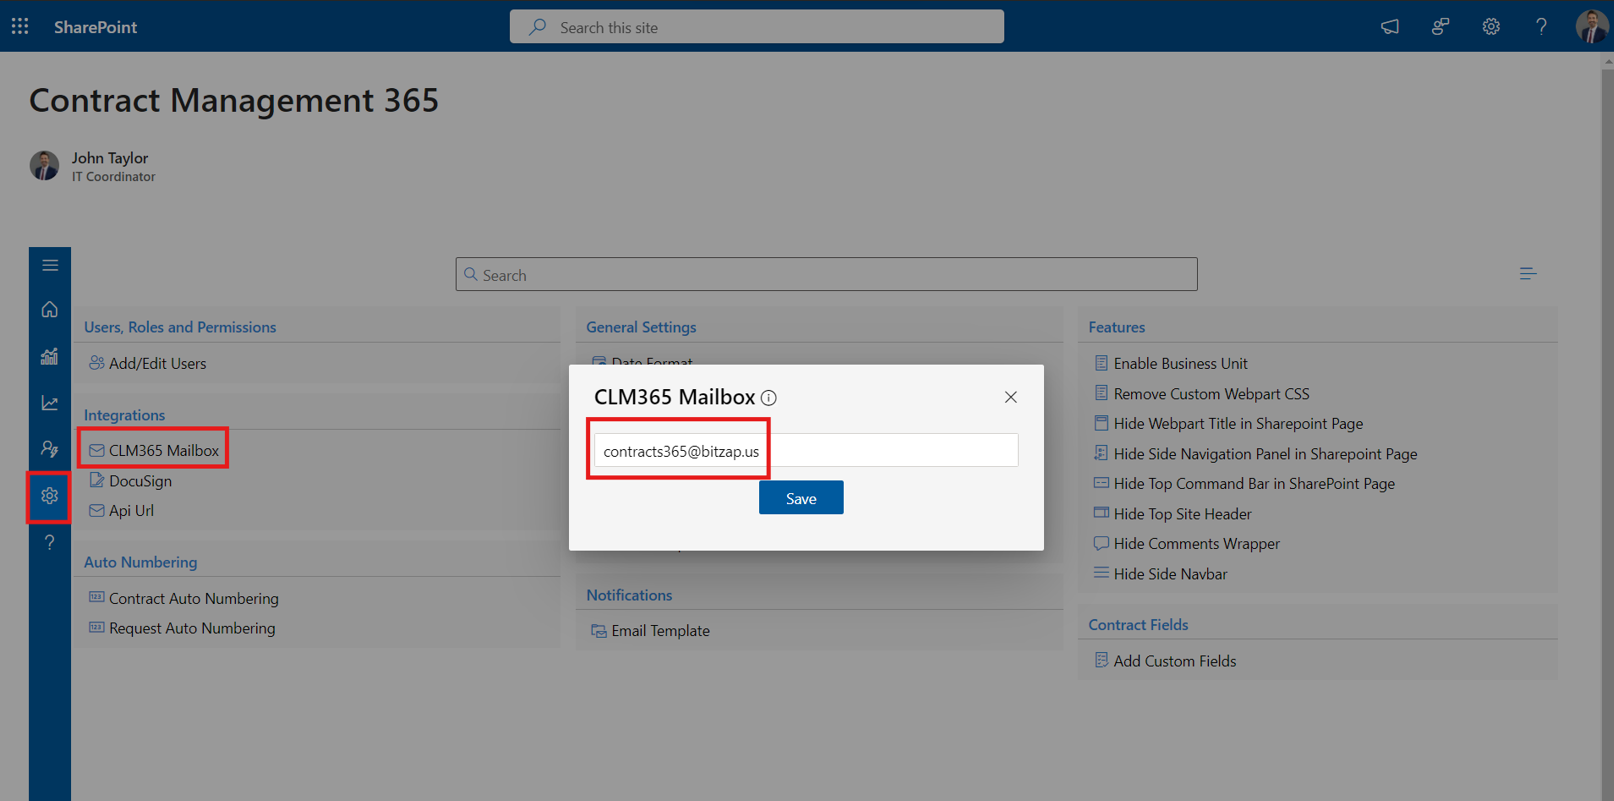 SharePoint
Search this site
Contract Management 365
John Taylor
IT Coordinator
Search
Users, Roles and Permissions
Add/Edit Users
Integrations
CLM365 Mailbox
DocuSign
Api Url
Auto Numbering
Contract Auto Numbering
Request Auto Numbering
General Settings
Date Format
CLM365 Mailbox
contracts365@bitzap.us
Save
Notifications
Email Template
Features
Enable Business Unit
Remove Custom Webpart CSS
Hide Webpart Title in Sharepoint Page
Hide Side Navigation Panel in Sharepoint Page
Hide Top Command Bar in SharePoint Page
Hide Top Site Header
Hide Comments Wrapper
Hide Side Navbar
Contract Fields
Add Custom Fields